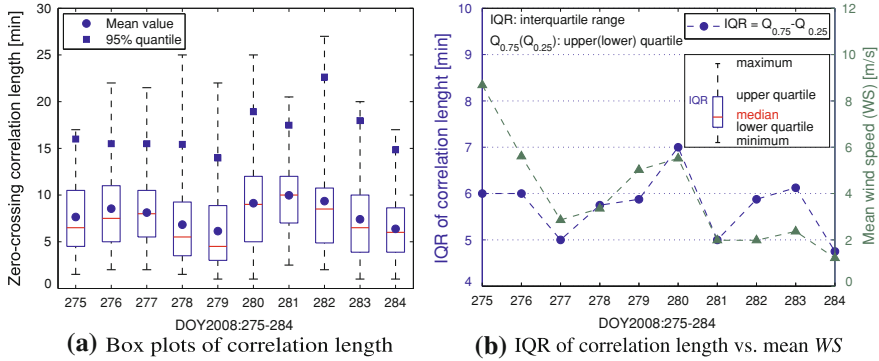 Zero-crossing correlation length [min]
30
25
20
15
10
5
0
Mean value
95% quantile
275 276 277 278 279 280 281 282 283 284
DOY2008:275-284
(a) Box plots of correlation length
IQR of correlation lenght [min]
10
9
8
7
6
5
4
IQR: interquartile range
Q0.75(Q0.25): upper(lower) quartile
IQR = Q0.75-Q0.25
maximum
upper quartile
IQR
median
lower quartile
minimum
12
10
8
6
4
2
0
Mean wind speed (WS) [m/s]
275 276 277 278 279 280 281 282 283 284
DOY2008:275-284
(b) IQR of correlation length vs. mean WS